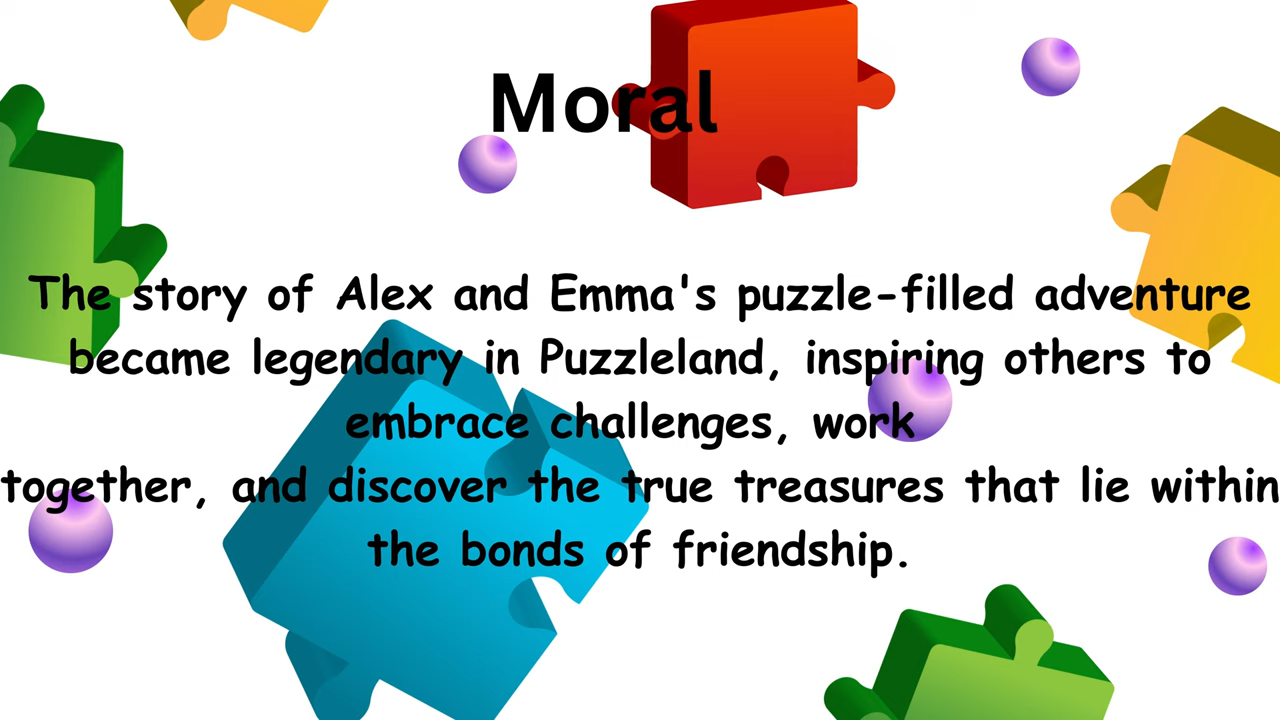 Moral
The story of Alex and Emma's puzzle-filled adventure
became legendary in Puzzleland, inspiring others to
embrace challenges, work
together, and discover the true treasures that lie within
the bonds of friendship.